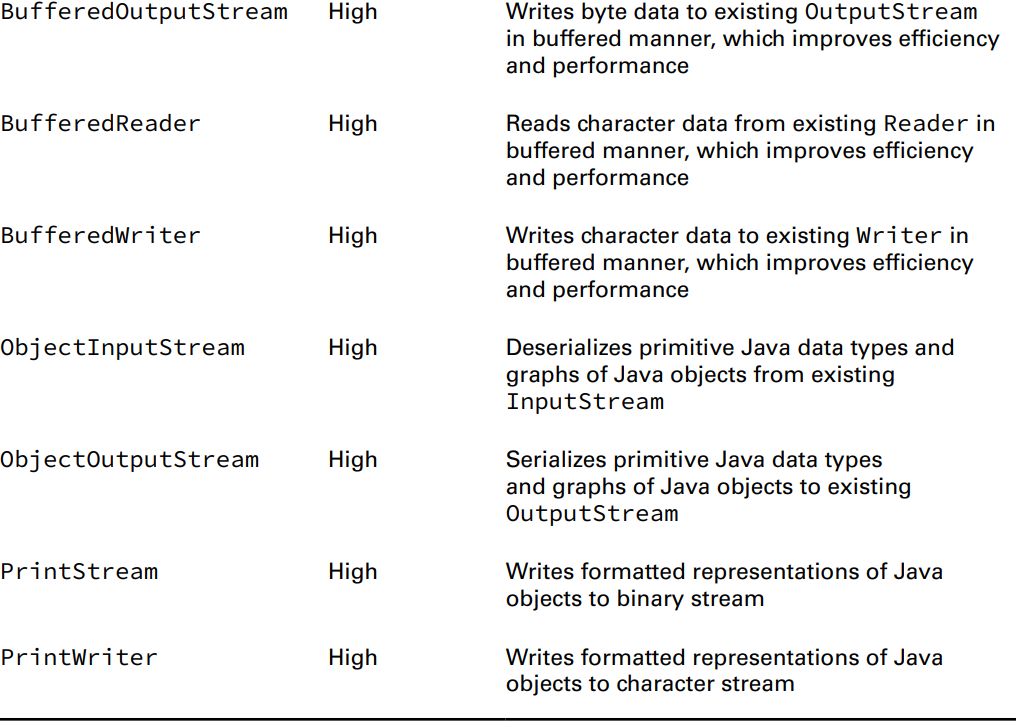 BufferedOutputStream High Writes byte data to existing OutputStream
in buffered manner, which improves efficiency
and performance
BufferedReader High Reads character data from existing Reader in
buffered manner, which improves efficiency
and performance
BufferedWriter High Writes character data to existing Writer in
buffered manner, which improves efficiency
and performance
ObjectInputStream High Deserializes primitive Java data types and
graphs of Java objects from existing
InputStream
ObjectOutputStream High Serializes primitive Java data types
and graphs of Java objects to existing
OutputStream
PrintStream High Writes formatted representations of Java
objects to binary stream
PrintWriter High Writes formatted representations of Java
objects to character stream